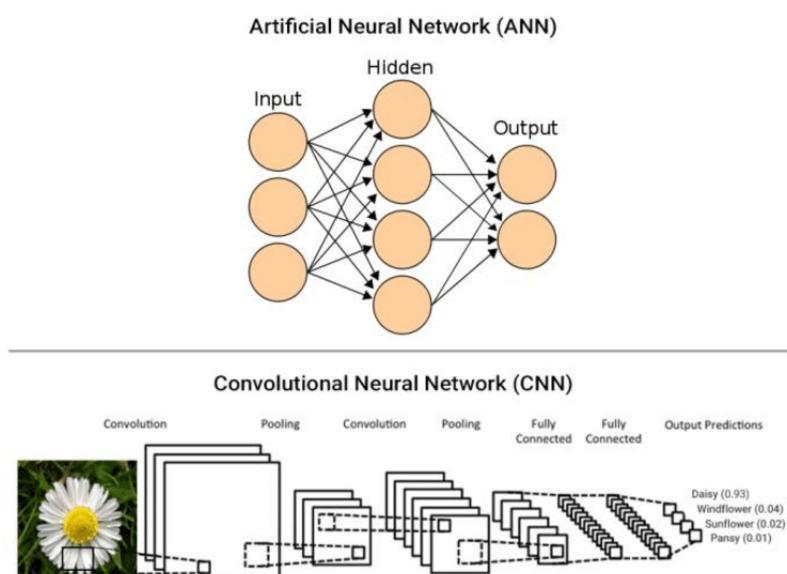 Artificial Neural Network (ANN)
Hidden
Input
Output
Convolutional Neural Network (CNN)
Convolution
Pooling
Convolution
Pooling
Fully
Connected
Fully
Connected
Output Predictions
Daisy (0.93)
Windflower (0.04)
Sunflower (0.02)
Pansy (0.01)